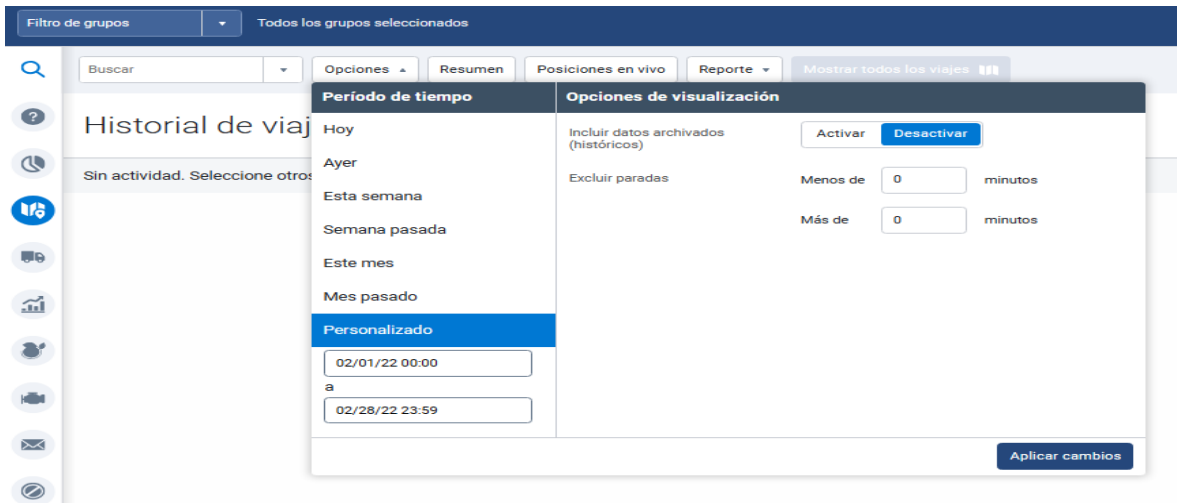 Filtro de grupos
Todos los grupos seleccionados
Buscar
Opciones
Resumen
Posiciones en vivo
Reporte
Mostrar todos los viajes
Historial de viaj
Sin actividad. Seleccione otros
Período de tiempo
Hoy
Ayer
Esta semana
Semana pasada
Este mes
Mes pasado
Personalizado
02/01/22 00:00
a
02/28/22 23:59
Opciones de visualización
Incluir datos archivados
(históricos)
Activar
Desactivar
Excluir paradas
Menos de
0
minutos
Más de
0
minutos
Aplicar cambios